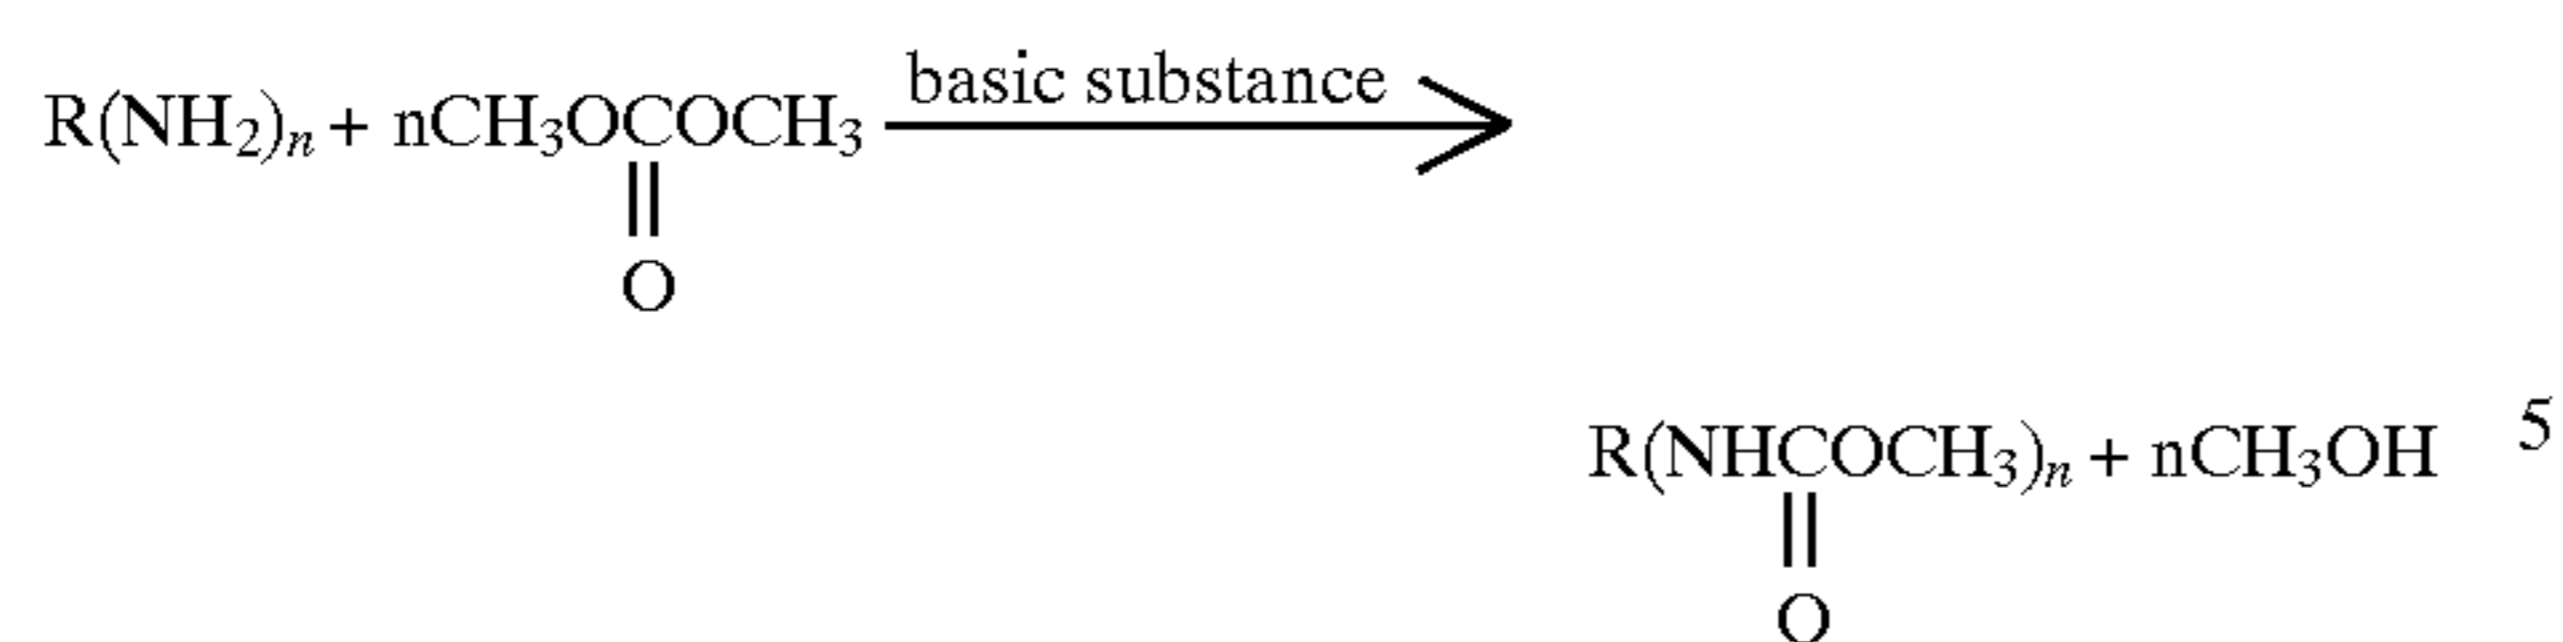 basic substance
R(NH2)n + nCH3OCOCH3
O
R(NHCOCH3)n + nCH3OH 5
O